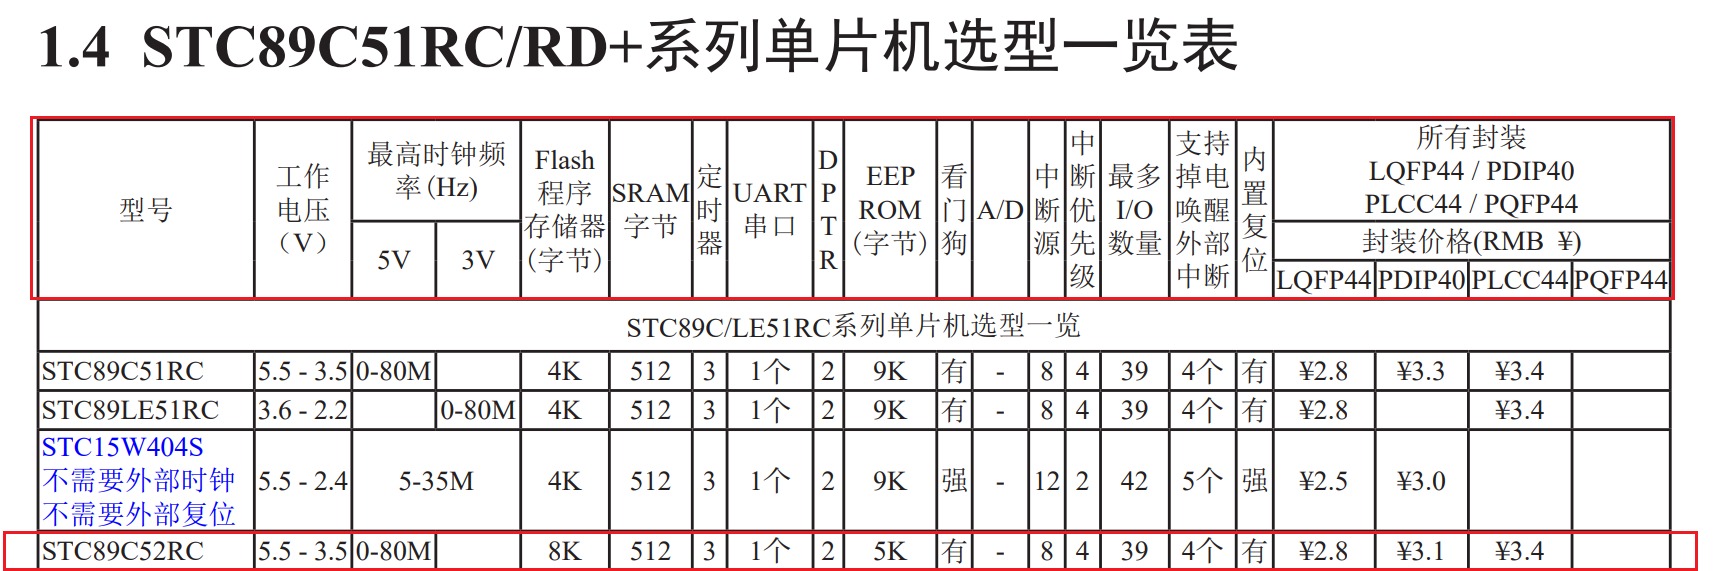 1.4 STC89C51RC/RD+系列单片机选型一览表
型号
工作
电压
（V）
最高时钟频
率(Hz)
5V
3V
Flash
程序
存储器
(字节)
SRAM
字节
定
时
器
UART
串口
D
P
T
R
EEP
ROM
(字节)
看
门
狗
A/D
中
断
源
中
断
优
先
级
最多
I/O
数量
支持
掉电
唤醒
外部
中断
内
置
复
位
所有封装
LQFP44 / PDIP40
PLCC44 / PQFP44
封装价格(RMB ¥)
LQFP44 PDIP40 PLCC44 PQFP44
STC89C/LE51RC系列单片机选型一览
STC89C51RC 5.5 - 3.5 0-80M 4K 512 3 1个 2 9K 有 - 8 4 39 4个 有 ¥2.8 ¥3.3 ¥3.4
STC89LE51RC 3.6 - 2.2 0-80M 4K 512 3 1个 2 9K 有 - 8 4 39 4个 有 ¥2.8 ¥3.4
STC15W404S
不需要外部时钟
不需要外部复位
5.5 - 2.4 5-35M 4K 512 3 1个 2 9K 强 - 12 2 42 5个 强 ¥2.5 ¥3.0
STC89C52RC 5.5 - 3.5 0-80M 8K 512 3 1个 2 5K 有 - 8 4 39 4个 有 ¥2.8 ¥3.1 ¥3.4